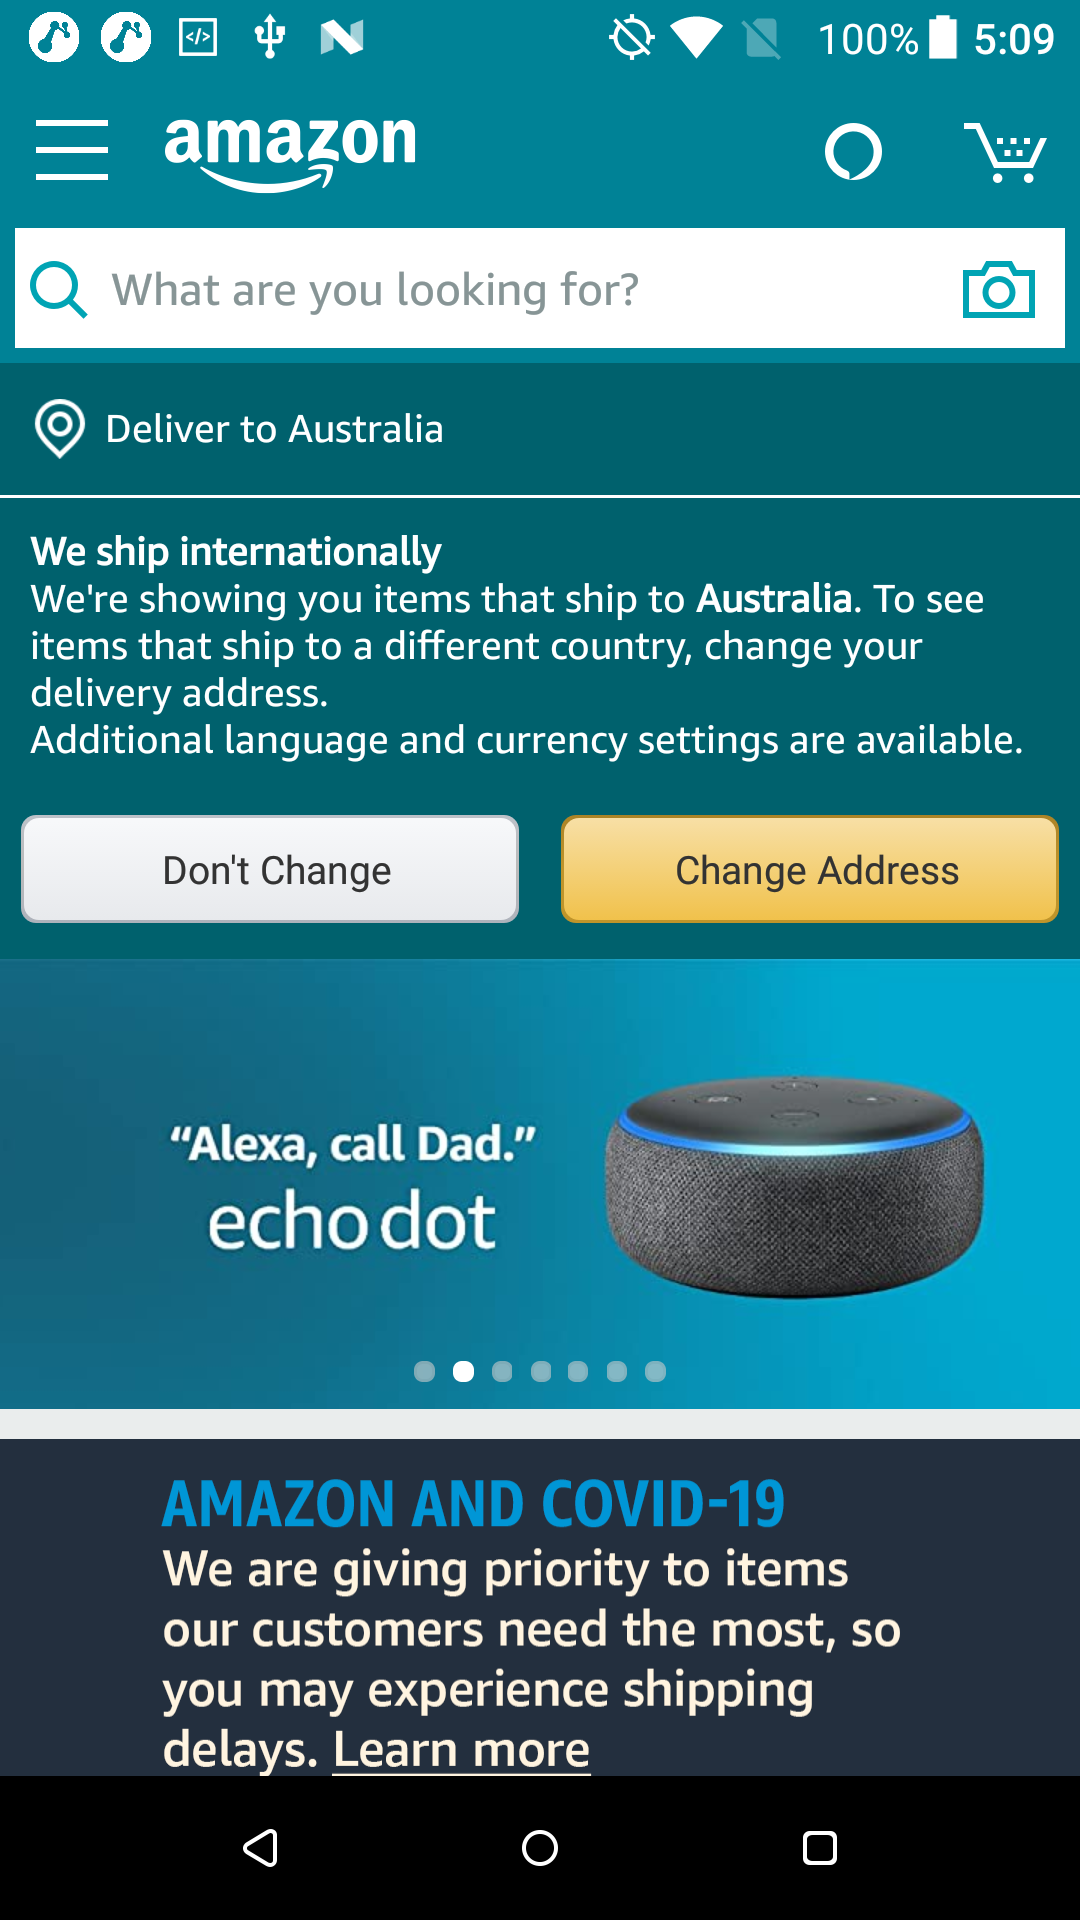 100% 5:09
amazon
What are you looking for?
Deliver to Australia
We ship internationally
We're showing you items that ship to Australia. To see
items that ship to a different country, change your
delivery address.
Additional language and currency settings are available.
Don't Change
Change Address
“Alexa, call Dad.”
echo dot
AMAZON AND COVID-19
We are giving priority to items
our customers need the most, so
you may experience shipping
delays. Learn more